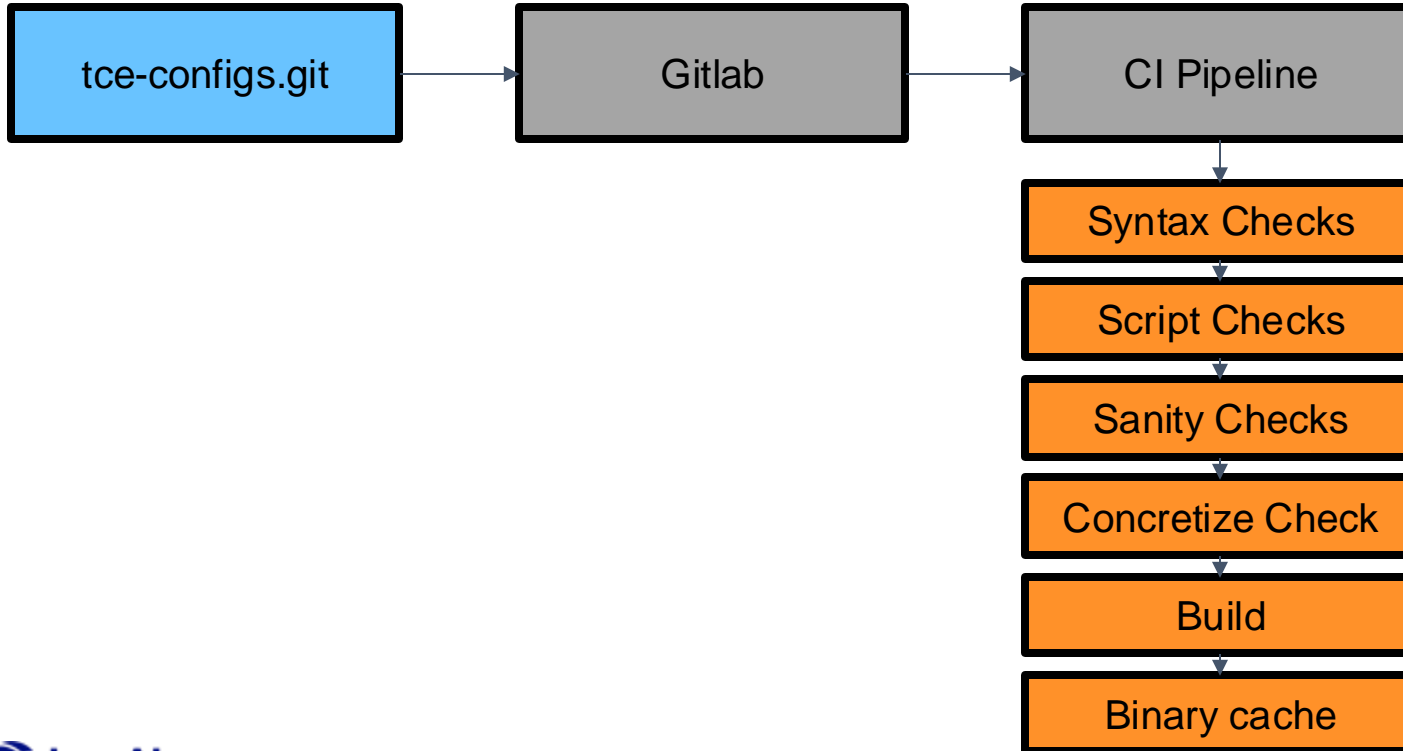 tce-configs.git
Gitlab
CI Pipeline
Syntax Checks
Script Checks
Sanity Checks
Concretize Check
Build
Binary cache